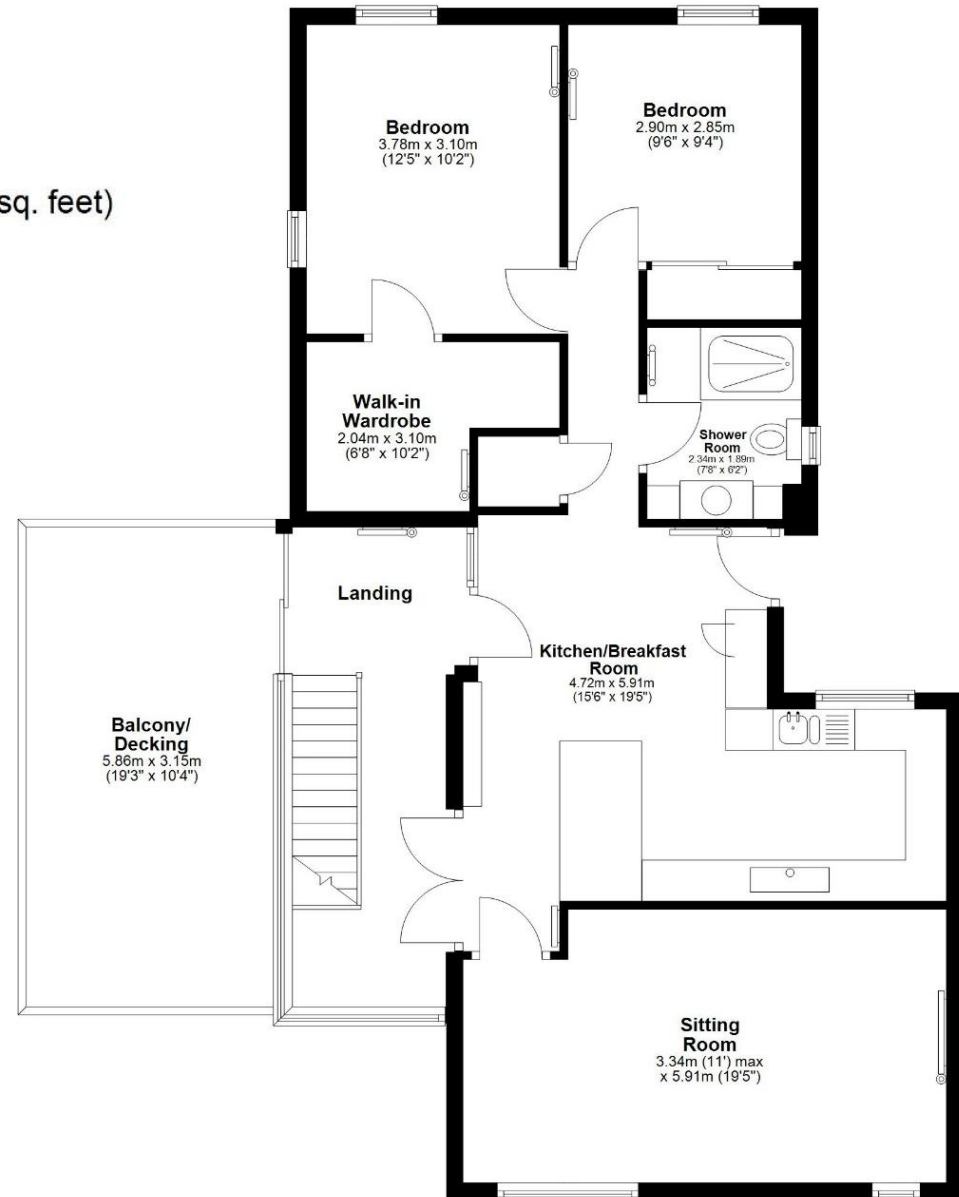 sq. feet)
Bedroom
3.78m x 3.10m
(12'5" x 10'2")
Bedroom
2.90m x 2.85m
(9'6" x 9'4")
Walk-in
Wardrobe
2.04m x 3.10m
(6'8" x 10'2")
Shower
Room
2.34m x 1.89m
(7'8" x 6'2")
Landing
Kitchen/Breakfast
Room
4.72m x 5.91m
(15'6" x 19'5")
Balcony/
Decking
5.86m x 3.15m
(19'3" x 10'4")
Sitting
Room
3.34m (11') max
x 5.91m (19'5")